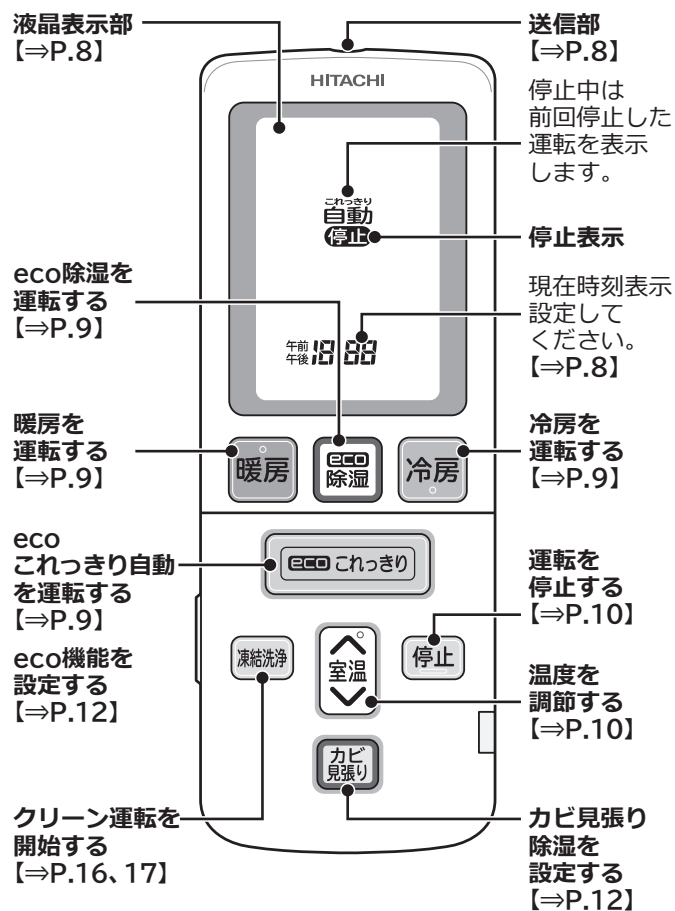 液晶表示部
【⇒P.8】
送信部
【⇒P.8】
HITACHI
停止中は
前回停止した
運転を表示
します。
これっきり
自動
停止
停止表示
eco除湿を
運転する
【⇒P.9】
現在時刻表示
設定して
ください。
【⇒P.8】
午前
午後 18 88
暖房を
運転する
【⇒P.9】
暖房
eco
除湿
冷房
冷房を
運転する
【⇒P.9】
eco
これっきり自動
を運転する
【⇒P.9】
eco これっきり
運転を
停止する
【⇒P.10】
eco機能を
設定する
【⇒P.12】
凍結洗浄
室温
停止
温度を
調節する
【⇒P.10】
カビ
見張り
クリーン運転を
開始する
【⇒P.16、17】
カビ見張り
除湿を
設定する
【⇒P.12】